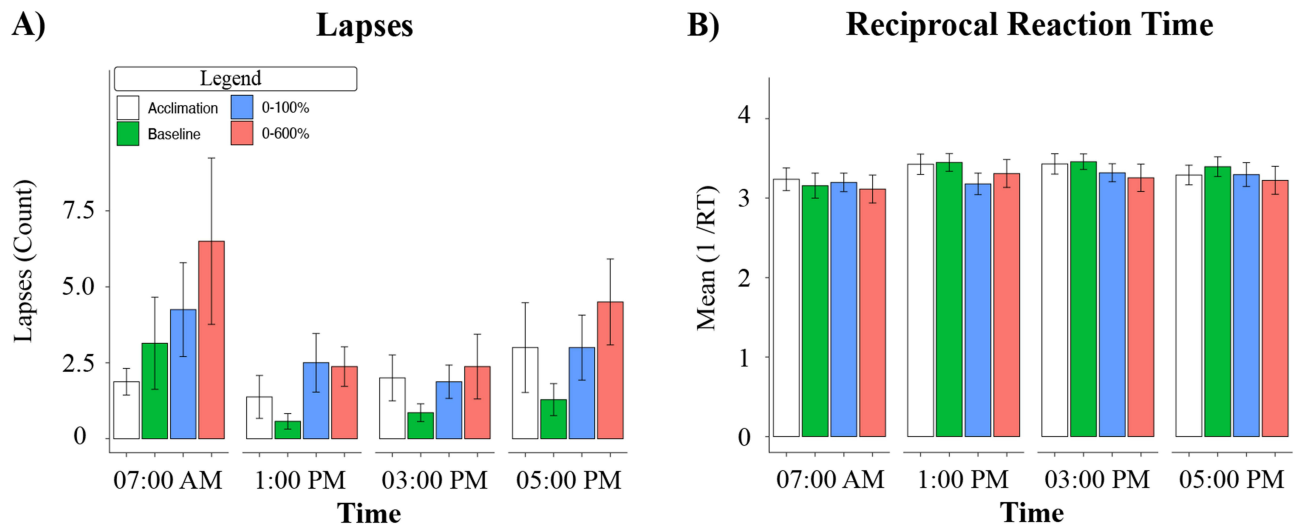 A) Lapses
Legend
Acclimation 0-100%
Baseline 0-600%
Lapses (Count)
7.5
5.0
2.5
0
07:00 AM 1:00 PM 03:00 PM 05:00 PM
Time
B) Reciprocal Reaction Time
Mean (1 /RT)
4
3
2
1
0
07:00 AM 1:00 PM 03:00 PM 05:00 PM
Time